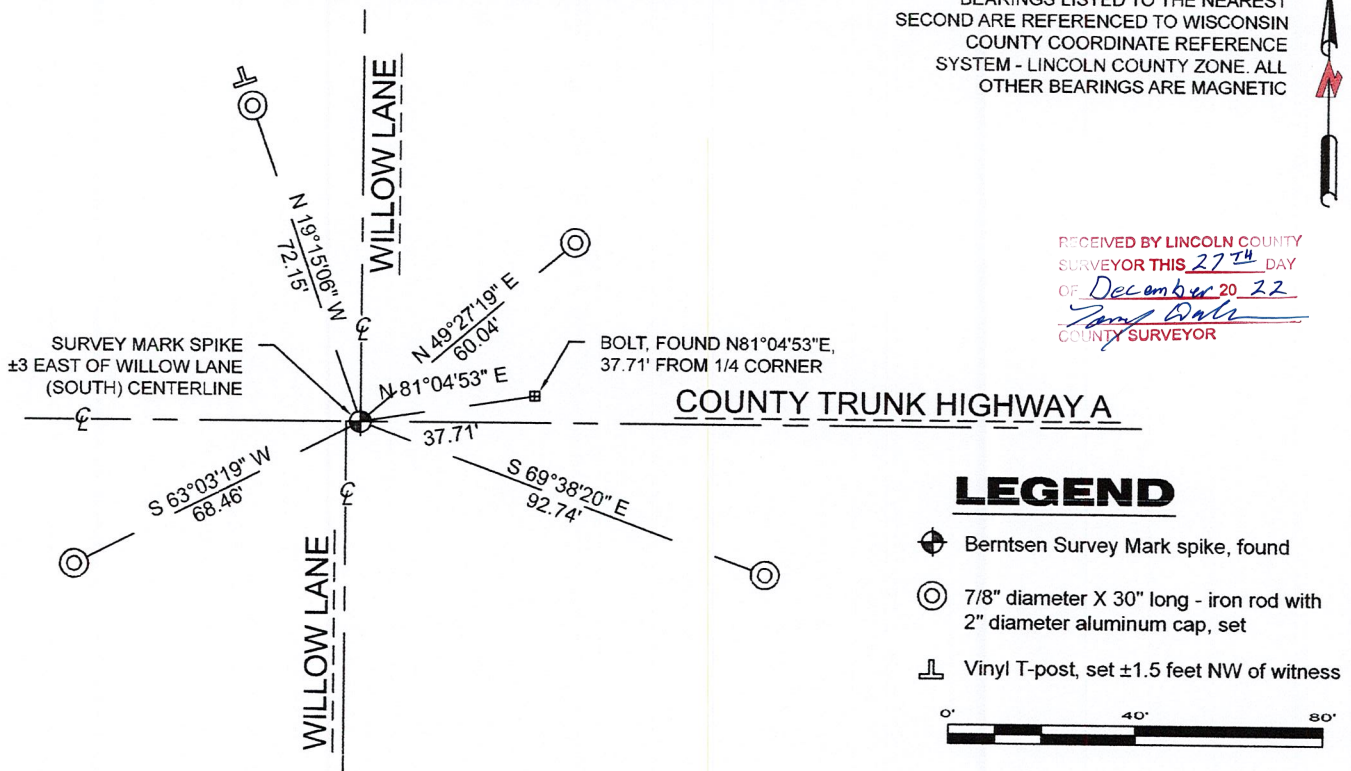 BEARINGS LISTED TO THE NEAREST
SECOND ARE REFERENCED TO WISCONSIN
COUNTY COORDINATE REFERENCE
SYSTEM - LINCOLN COUNTY ZONE. ALL
OTHER BEARINGS ARE MAGNETIC
N
WILLOW LANE
N 19°15'06" W
72.15'
N 49°27'19" E
60.04'
RECEIVED BY LINCOLN COUNTY
SURVEYOR THIS 27TH DAY
OF December 20 22
COUNTY SURVEYOR
SURVEY MARK SPIKE
±3 EAST OF WILLOW LANE
(SOUTH) CENTERLINE
BOLT, FOUND N81°04'53"E,
37.71' FROM 1/4 CORNER
N 81°04'53" E
37.71'
℄
℄
COUNTY TRUNK HIGHWAY A
S 63°03'19" W
68.46'
℄
S 69°38'20" E
92.74'
WILLOW LANE
LEGEND
Berntsen Survey Mark spike, found
7/8" diameter X 30" long - iron rod with
2" diameter aluminum cap, set
Vinyl T-post, set ±1.5 feet NW of witness
0' 40' 80'